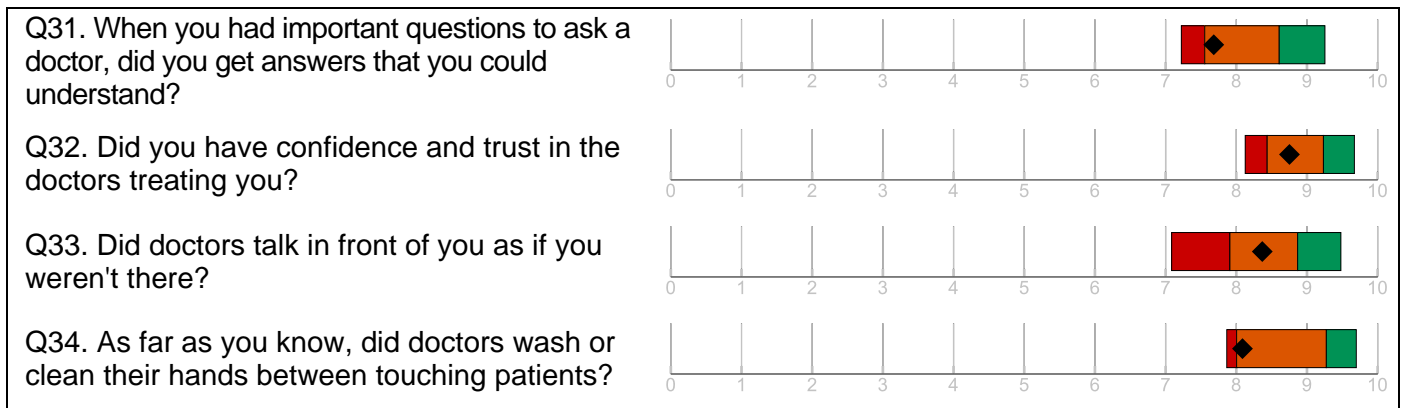 Q31. When you had important questions to ask a
doctor, did you get answers that you could
understand?
0 1 2 3 4 5 6 7 8 9 10
Q32. Did you have confidence and trust in the
doctors treating you?
0 1 2 3 4 5 6 7 8 9 10
Q33. Did doctors talk in front of you as if you
weren't there?
0 1 2 3 4 5 6 7 8 9 10
Q34. As far as you know, did doctors wash or
clean their hands between touching patients?
0 1 2 3 4 5 6 7 8 9 10